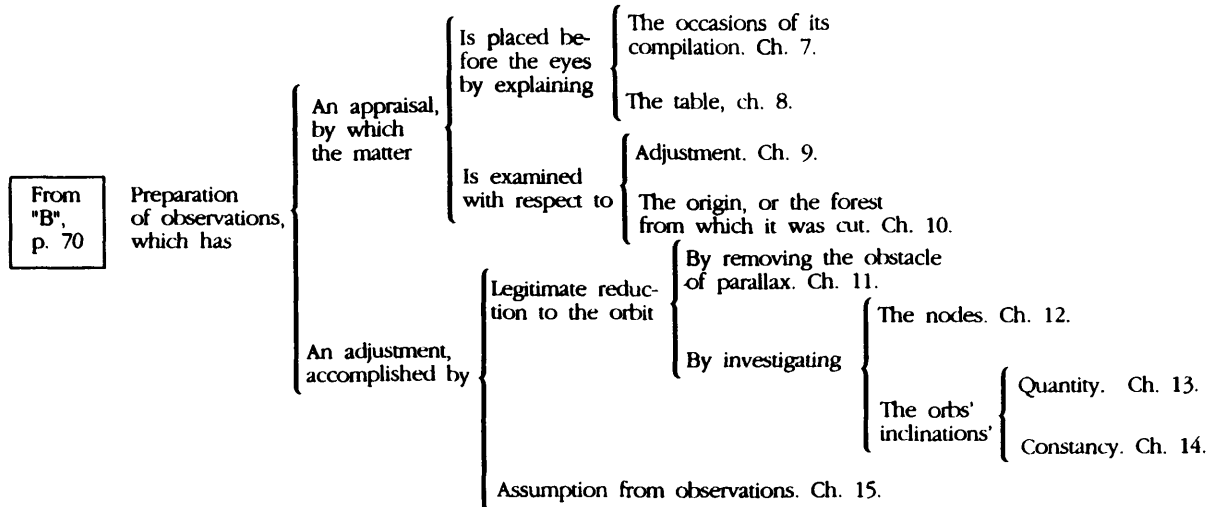 From
"B",
p. 70
Preparation
of observations,
which has
An appraisal,
by which
the matter
Is placed be-
fore the eyes
by explaining
The occasions of its
compilation. Ch. 7.
The table, ch. 8.
Is examined
with respect to
Adjustment. Ch. 9.
The origin, or the forest
from which it was cut. Ch. 10.
An adjustment,
accomplished by
Legitimate reduc-
tion to the orbit
By removing the obstacle
of parallax. Ch. 11.
By investigating
The nodes. Ch. 12.
The orbs'
inclinations'
Quantity. Ch. 13.
Constancy. Ch. 14.
Assumption from observations. Ch. 15.